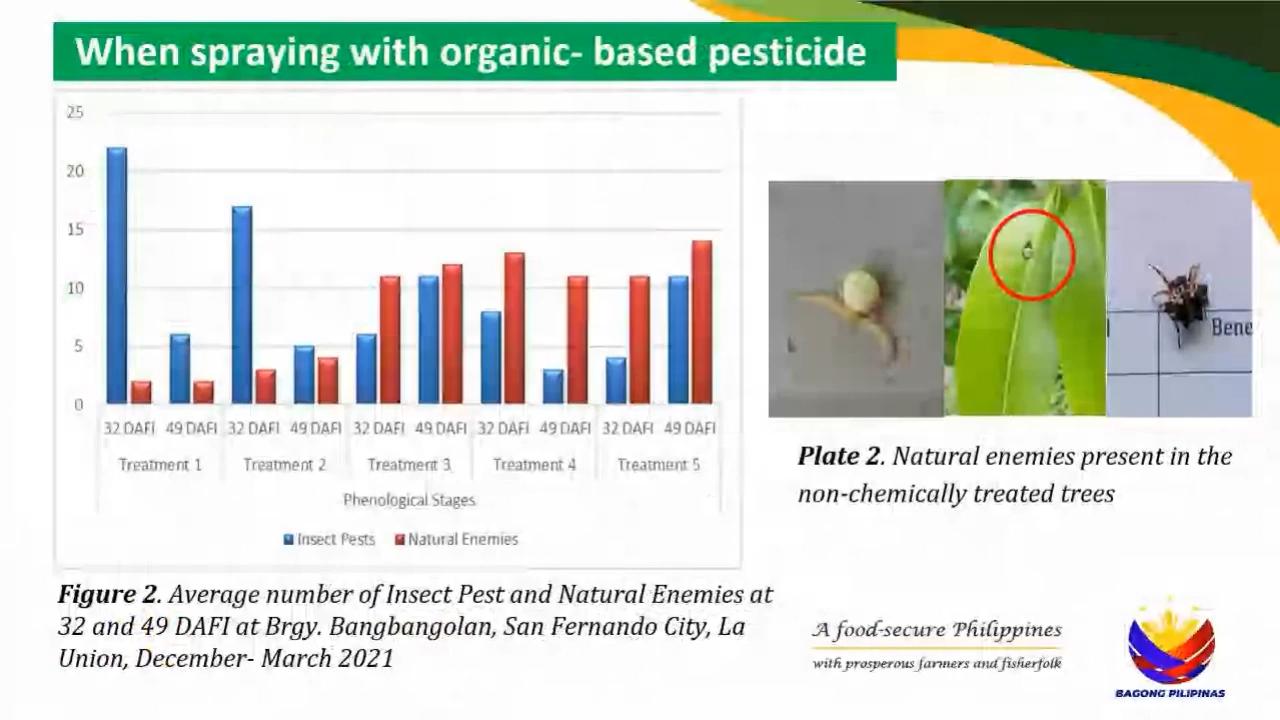 When spraying with organic- based pesticide
25
20
15
10
5
0
32 DAFI 49 DAFI 32 DAFI 49 DAFI 32 DAFI 49 DAFI 32 DAFI 49 DAFI 32 DAFI 49 DAFI
Treatment 1 Treatment 2 Treatment 3 Treatment 4 Treatment 5
Phenological Stages
Insect Pests Natural Enemies
Figure 2. Average number of Insect Pest and Natural Enemies at
32 and 49 DAFI at Brgy. Bangbangolan, San Fernando City, La
Union, December- March 2021
Bene
Plate 2. Natural enemies present in the
non-chemically treated trees
A food-secure Philippines
with prosperous farmers and fisherfolk
BAGONG PILIPINAS